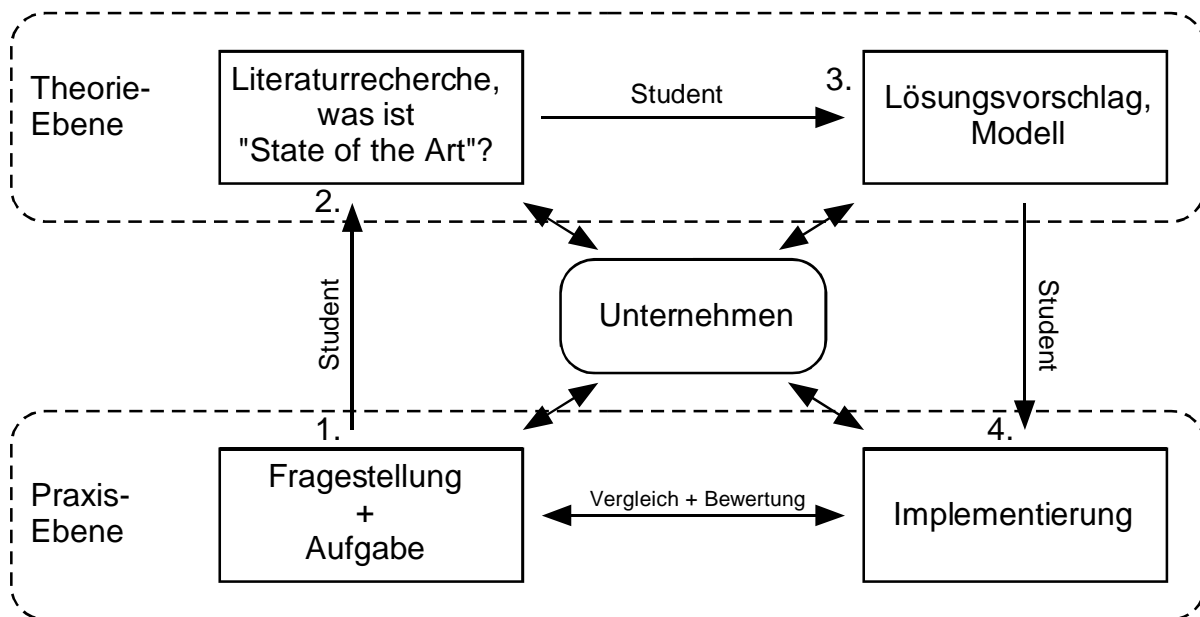 Theorie-
Ebene
Literaturrecherche,
was ist
"State of the Art"?
2.
Student
3.
Lösungsvorschlag,
Modell
Student
Unternehmen
Student
Praxis-
Ebene
1.
Fragestellung
+
Aufgabe
Vergleich + Bewertung
4.
Implementierung